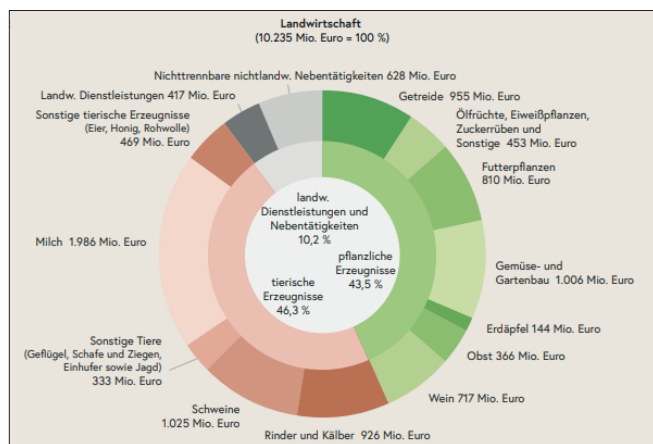 Landwirtschaft
(10.235 Mio. Euro = 100 %)
Nichttrennbare nichtlandw. Nebentätigkeiten 628 Mio. Euro
Landw. Dienstleistungen 417 Mio. Euro
Sonstige tierische Erzeugnisse
(Eier, Honig, Rohwolle)
469 Mio. Euro
Milch 1.986 Mio. Euro
Sonstige Tiere
(Geflügel, Schafe und Ziegen,
Einhufer sowie Jagd)
333 Mio. Euro
Schweine
1.025 Mio. Euro
Rinder und Kälber 926 Mio. Euro
Getreide 955 Mio. Euro
Ölfrüchte, Eiweißpflanzen,
Zuckerrüben und
Sonstige 453 Mio. Euro
Futterpflanzen
810 Mio. Euro
Gemüse- und
Gartenbau 1.006 Mio. Euro
Erdäpfel 144 Mio. Euro
Obst 366 Mio. Euro
Wein 717 Mio. Euro
landw.
Dienstleistungen und
Nebentätigkeiten
10,2 %
pflanzliche
Erzeugnisse
43,5 %
tierische
Erzeugnisse
46,3 %